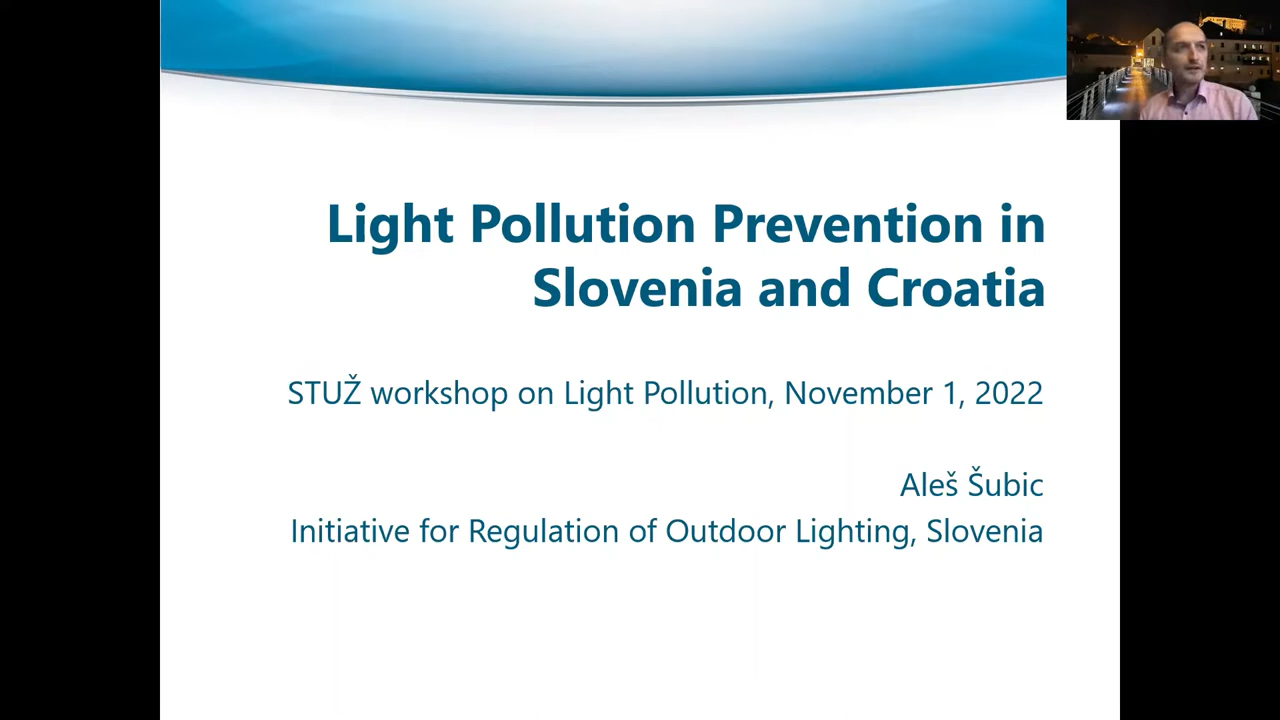 Light Pollution Prevention in
Slovenia and Croatia
STUŽ workshop on Light Pollution, November 1, 2022
Aleš Šubic
Initiative for Regulation of Outdoor Lighting, Slovenia